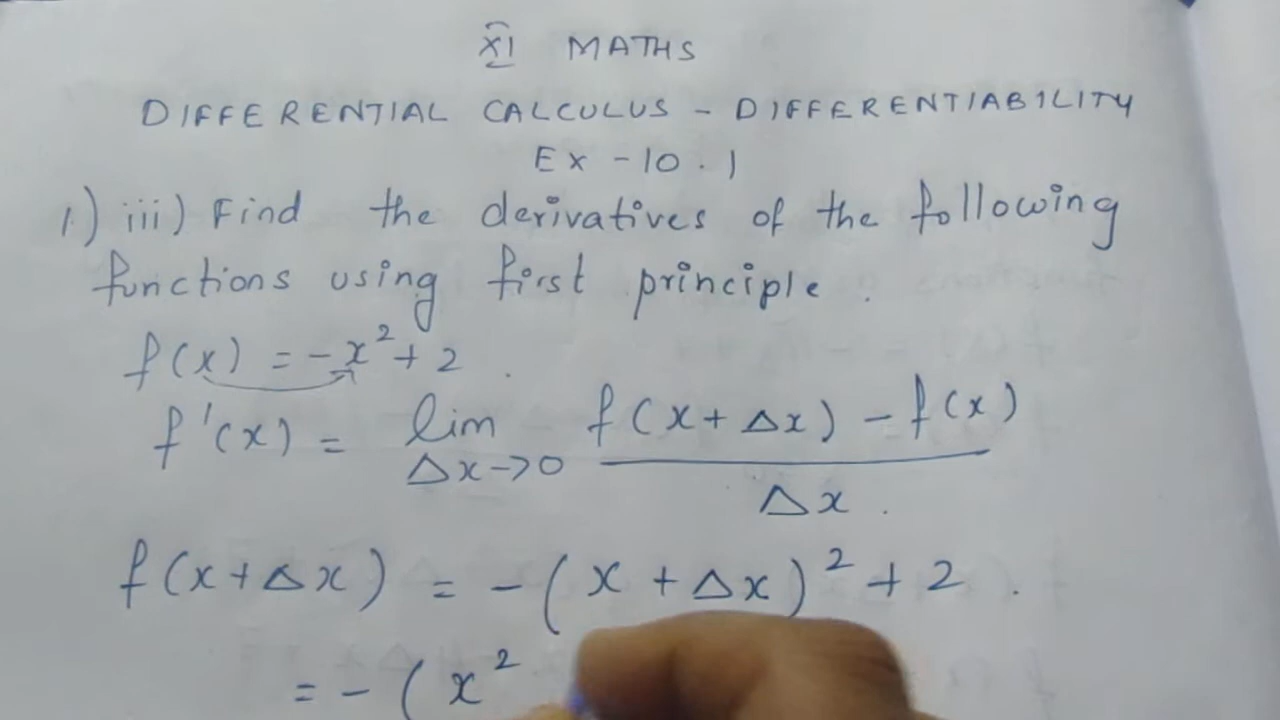 XI MATHS
DIFFERENTIAL CALCULUS - DIFFERENTIABILITY
EX - 10.1
1.) iii) Find the derivatives of the following
functions using first principle.
f(x) = -x² + 2.
f'(x) = lim Δx→0 f(x+Δx) - f(x) / Δx.
f(x+Δx) = -(x + Δx)² + 2.
= -(x²